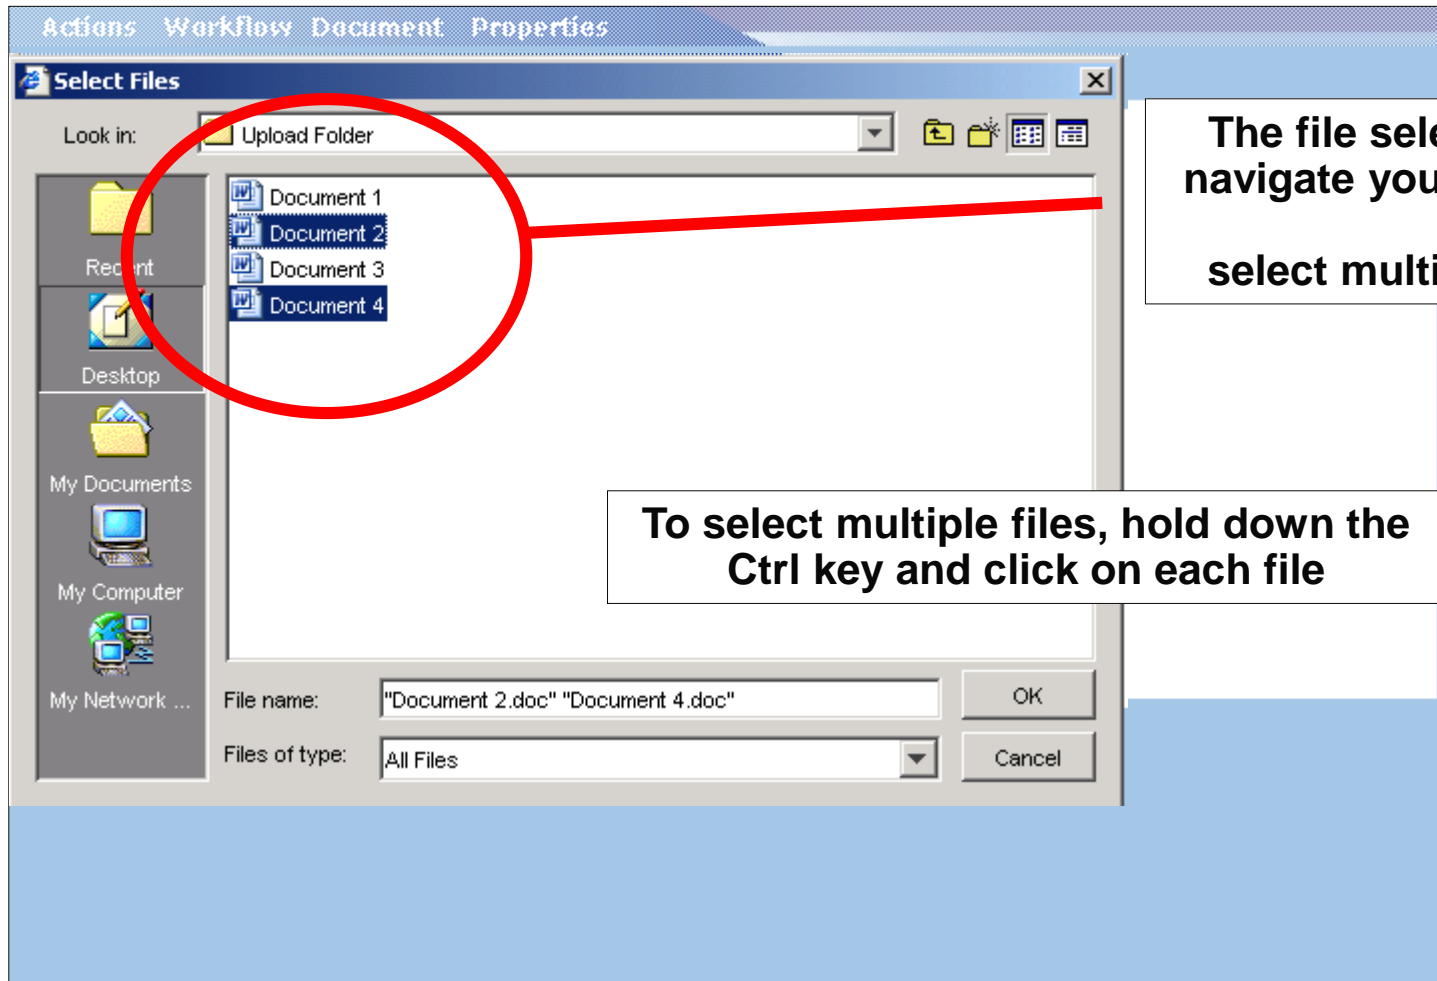 Actions Workflow Document Properties
Select Files
Look in: Upload Folder
Document 1
Document 2
Document 3
Document 4
Recent
Desktop
My Documents
My Computer
My Network ...
File name: "Document 2.doc" "Document 4.doc" OK
Files of type: All Files Cancel
The file sele
navigate you
select multi
To select multiple files, hold down the
Ctrl key and click on each file